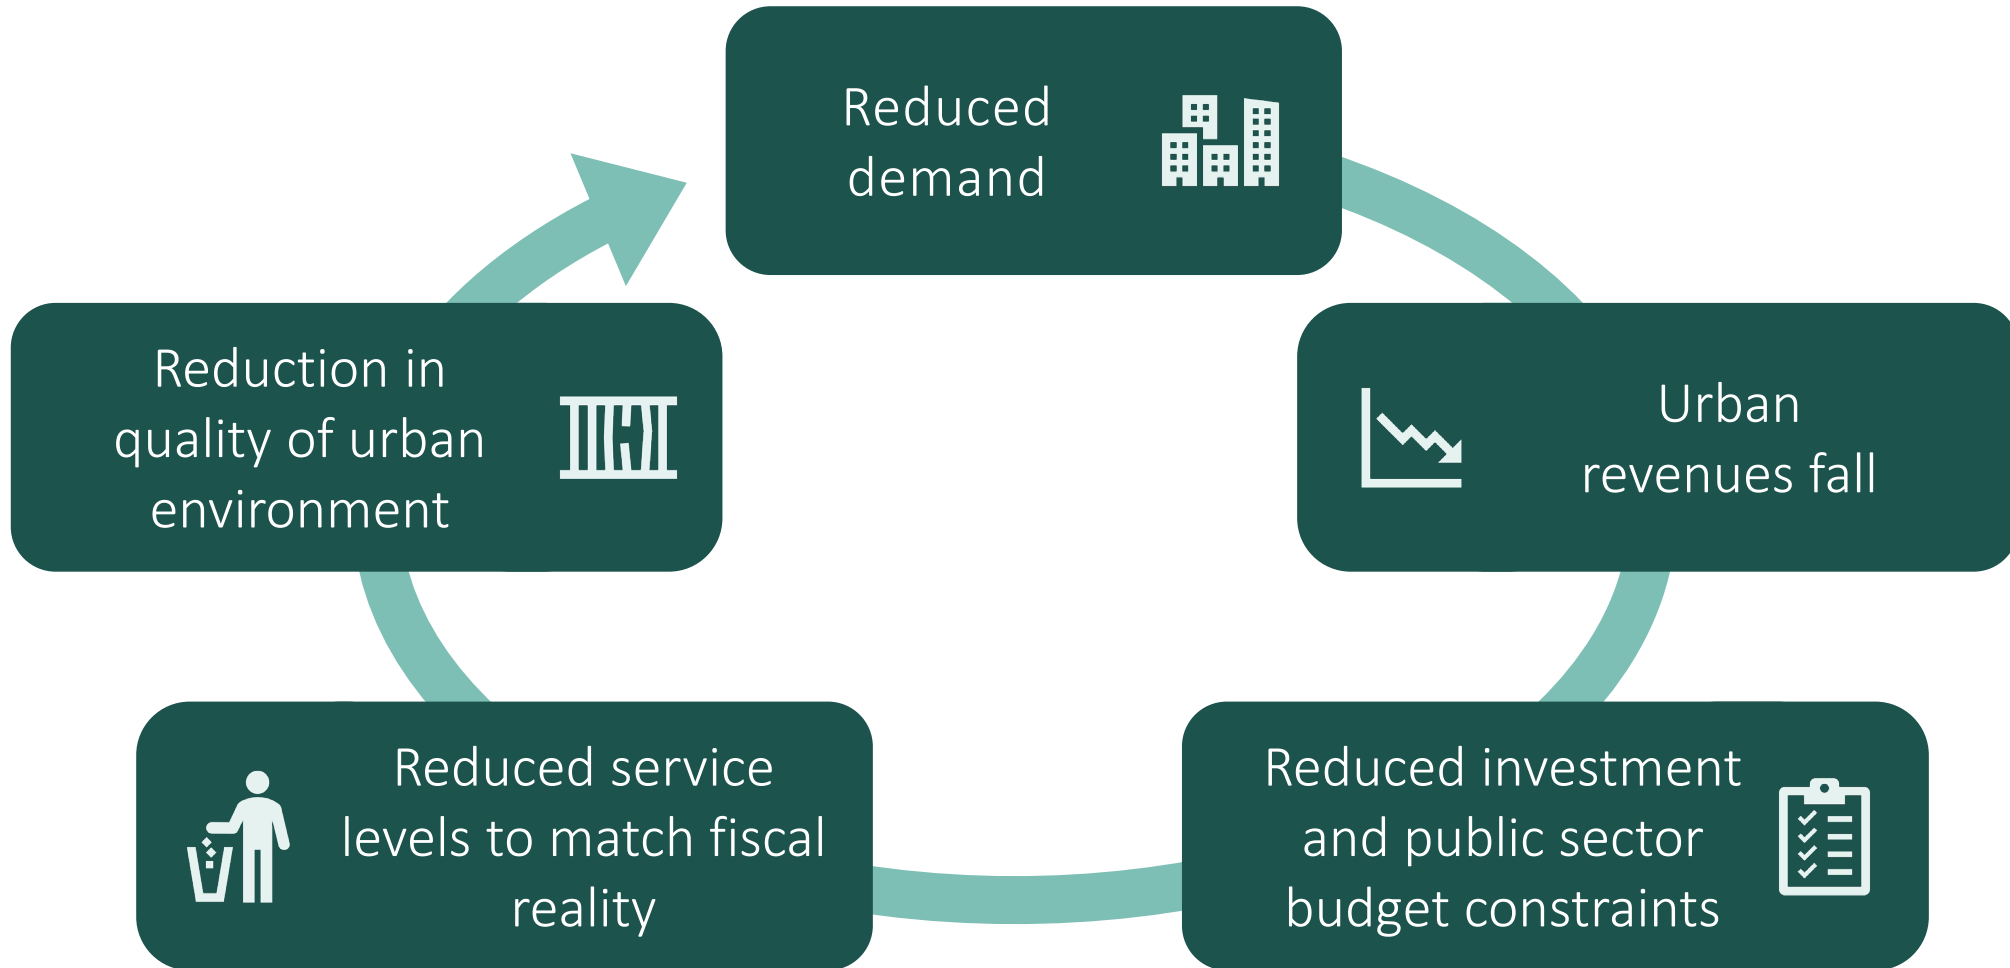 Reduced
demand
Urban
revenues fall
Reduced investment
and public sector
budget constraints
Reduced service
levels to match fiscal
reality
Reduction in
quality of urban
environment